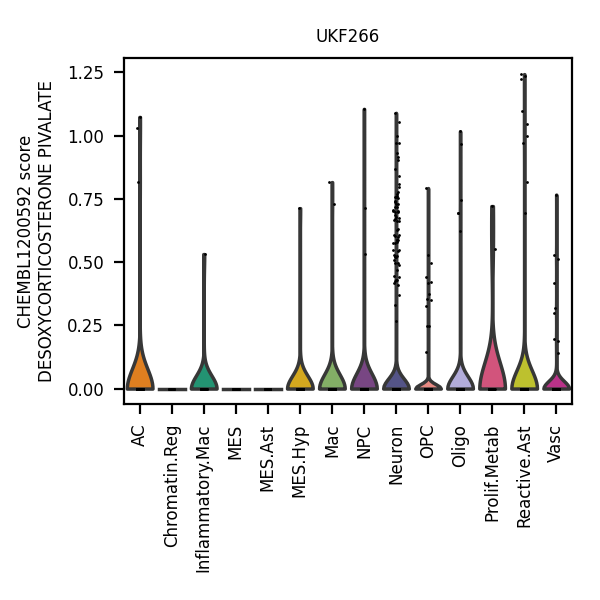 UKF266
CHEMBL1200592 score
DESOXYCORTICOSTERONE PIVALATE
1.25
1.00
0.75
0.50
0.25
0.00
AC
Chromatin.Reg
Inflammatory.Mac
MES
MES.Ast
MES.Hyp
Mac
NPC
Neuron
OPC
Oligo
Prolif.Metab
Reactive.Ast
Vasc